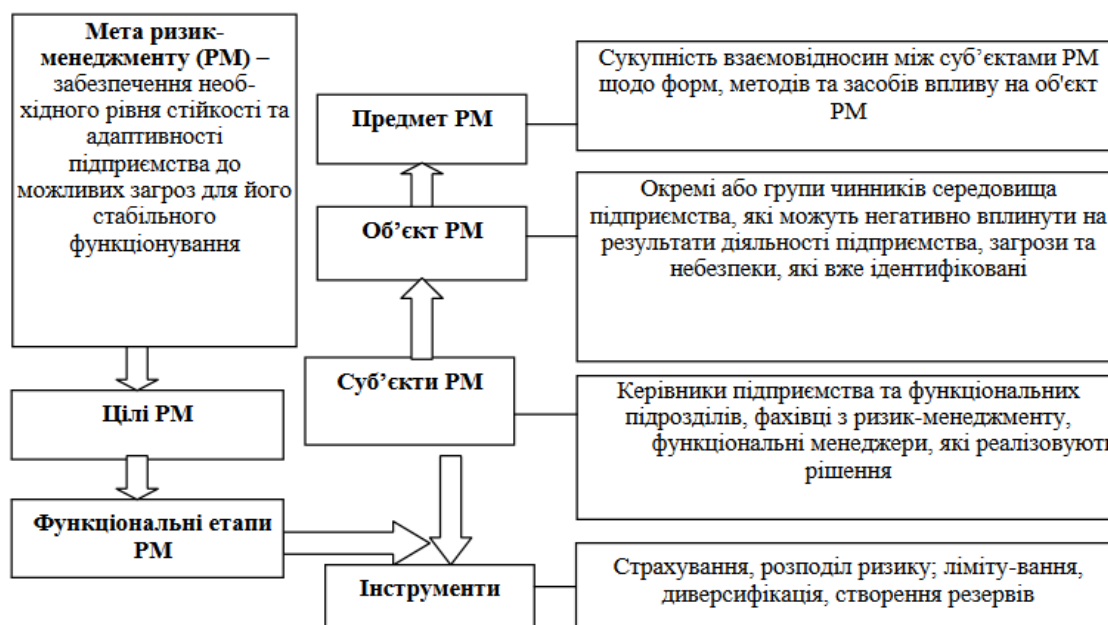 Мета ризик-
менеджменту (РМ) –
забезпечення необ-
хідного рівня стійкості та
адаптивності
підприємства до
можливих загроз для його
стабільного
функціонування
Цілі РМ
Функціональні етапи
РМ
Предмет РМ
Сукупність взаємовідносин між суб’єктами РМ
щодо форм, методів та засобів впливу на об'єкт
РМ
Об’єкт РМ
Окремі або групи чинників середовища
підприємства, які можуть негативно вплинути на
результати діяльності підприємства, загрози та
небезпеки, які вже ідентифіковані
Суб’єкти РМ
Керівники підприємства та функціональних
підрозділів, фахівці з ризик-менеджменту,
функціональні менеджери, які реалізовуют
рішення
Інструменти
Страхування, розподіл ризику; ліміту-вання,
диверсифікація, створення резервів